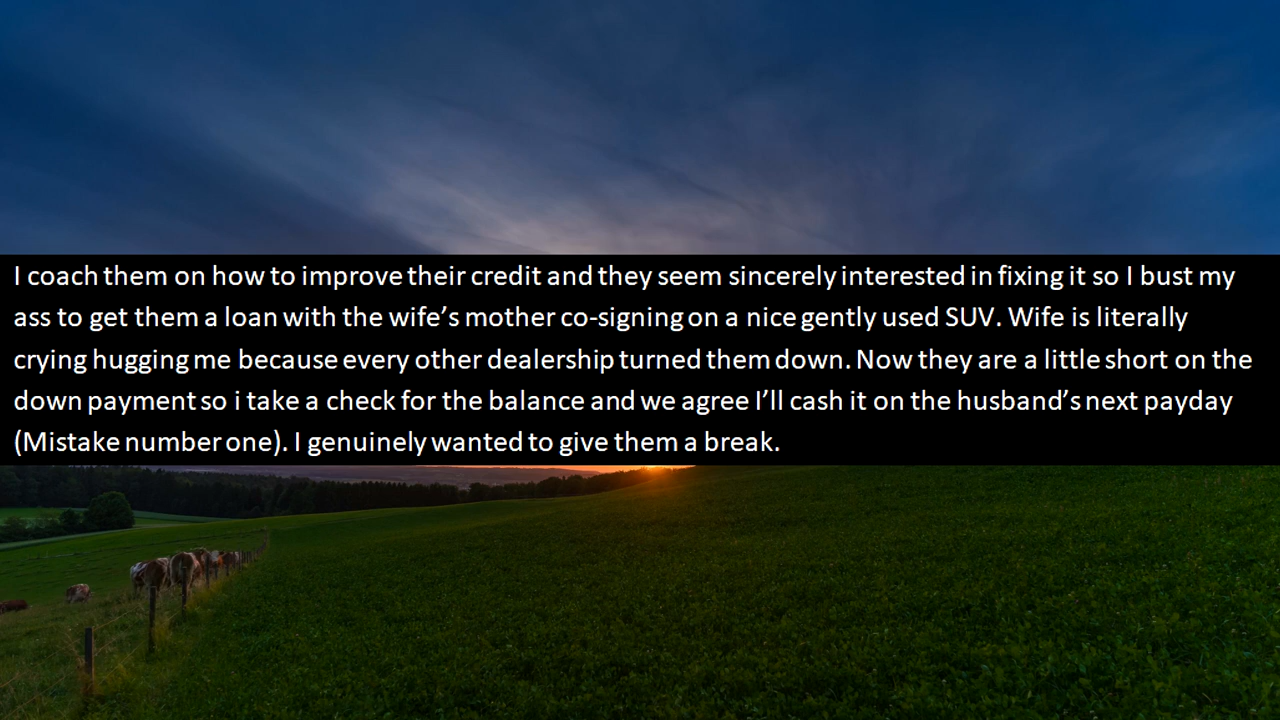 I coach them on how to improve their credit and they seem sincerely interested in fixing it so I bust my
ass to get them a loan with the wife’s mother co-signing on a nice gently used SUV. Wife is literally
crying hugging me because every other dealership turned them down. Now they are a little short on the
down payment so i take a check for the balance and we agree I’ll cash it on the husband’s next payday
(Mistake number one). I genuinely wanted to give them a break.